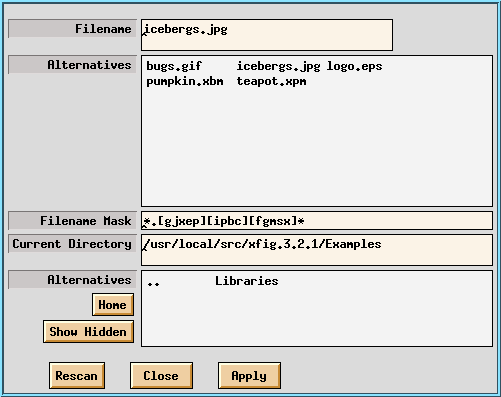 Filename icebergs.jpg
Alternatives bugs.gif icebergs.jpg logo.eps
pumpkin.xbm teapot.xpm
Filename Mask *.[gjxep][ipbc][fgmsx]*
Current Directory /usr/local/src/xfig.3.2.1/Examples
Alternatives .. Libraries
Home
Show Hidden
Rescan Close Apply